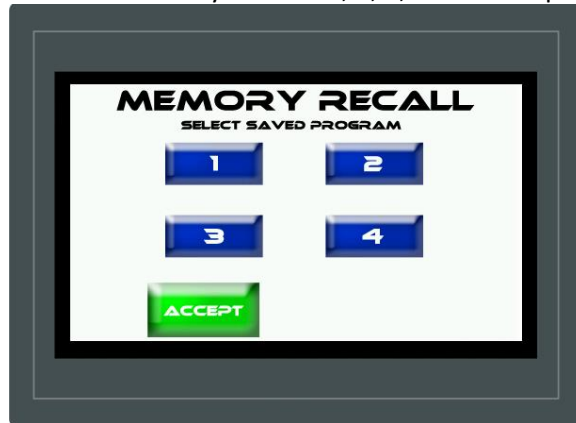 MEMORY RECALL
SELECT SAVED PROGRAM
1 2
3 4
ACCEPT